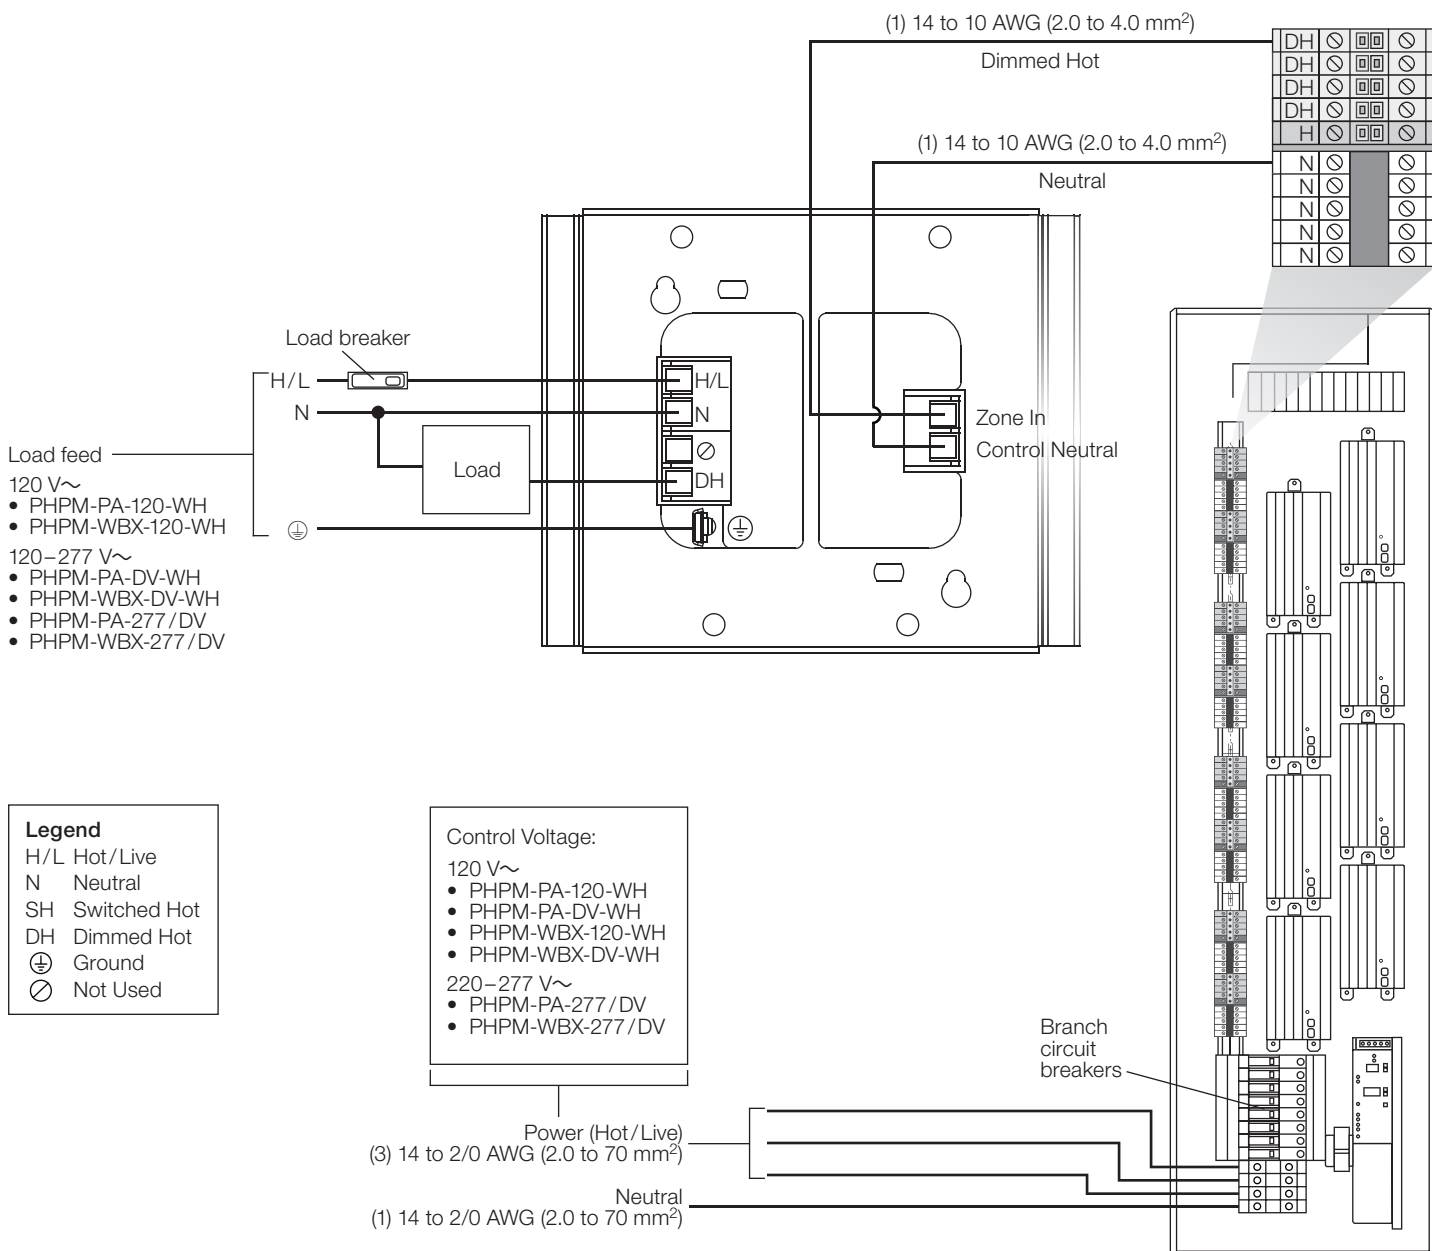 (1) 14 to 10 AWG (2.0 to 4.0 mm²)
Dimmed Hot
(1) 14 to 10 AWG (2.0 to 4.0 mm²)
Neutral
DH
DH
DH
DH
H
N
N
N
N
N
Load breaker
H/L
N
Load
H/L
N
DH
Zone In
Control Neutral
Load feed
120 V~
• PHPM-PA-120-WH
• PHPM-WBX-120-WH
120–277 V~
• PHPM-PA-DV-WH
• PHPM-WBX-DV-WH
• PHPM-PA-277/DV
• PHPM-WBX-277/DV
Legend
H/L Hot/Live
N Neutral
SH Switched Hot
DH Dimmed Hot
Ground
Not Used
Control Voltage:
120 V~
• PHPM-PA-120-WH
• PHPM-PA-DV-WH
• PHPM-WBX-120-WH
• PHPM-WBX-DV-WH
220–277 V~
• PHPM-PA-277/DV
• PHPM-WBX-277/DV
Branch
circuit
breakers
Power (Hot/Live)
(3) 14 to 2/0 AWG (2.0 to 70 mm²)
Neutral
(1) 14 to 2/0 AWG (2.0 to 70 mm²)